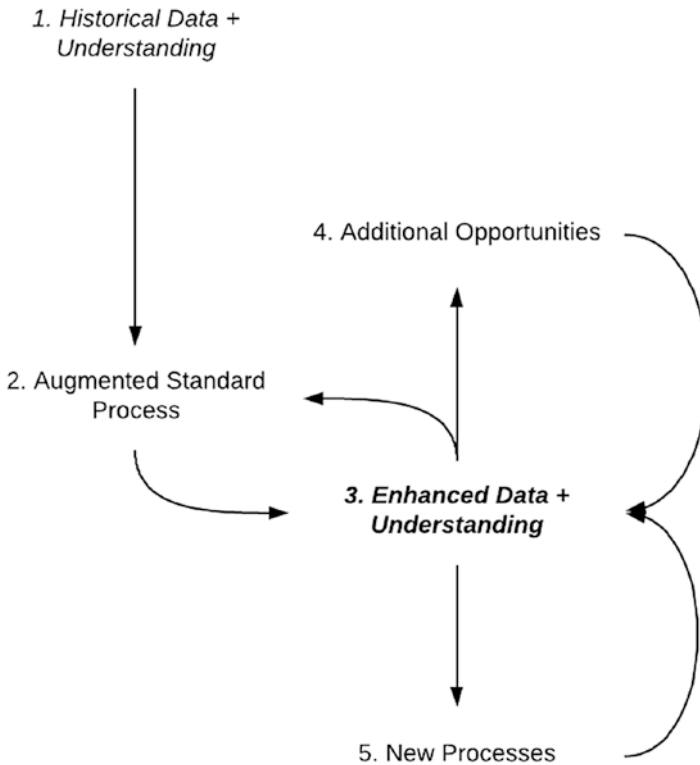 1. Historical Data +
Understanding
4. Additional Opportunities
2. Augmented Standard
Process
3. Enhanced Data +
Understanding
5. New Processes